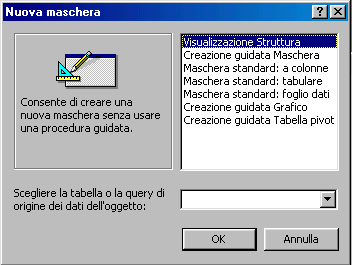 Nuova maschera
Consente di creare una
nuova maschera senza usare
una procedura guidata.
Visualizzazione Struttura
Creazione guidata Maschera
Maschera standard: a colonne
Maschera standard: tabulare
Maschera standard: foglio dati
Creazione guidata Grafico
Creazione guidata Tabella pivot
Scegliere la tabella o la query di
origine dei dati dell'oggetto:
OK
Annulla